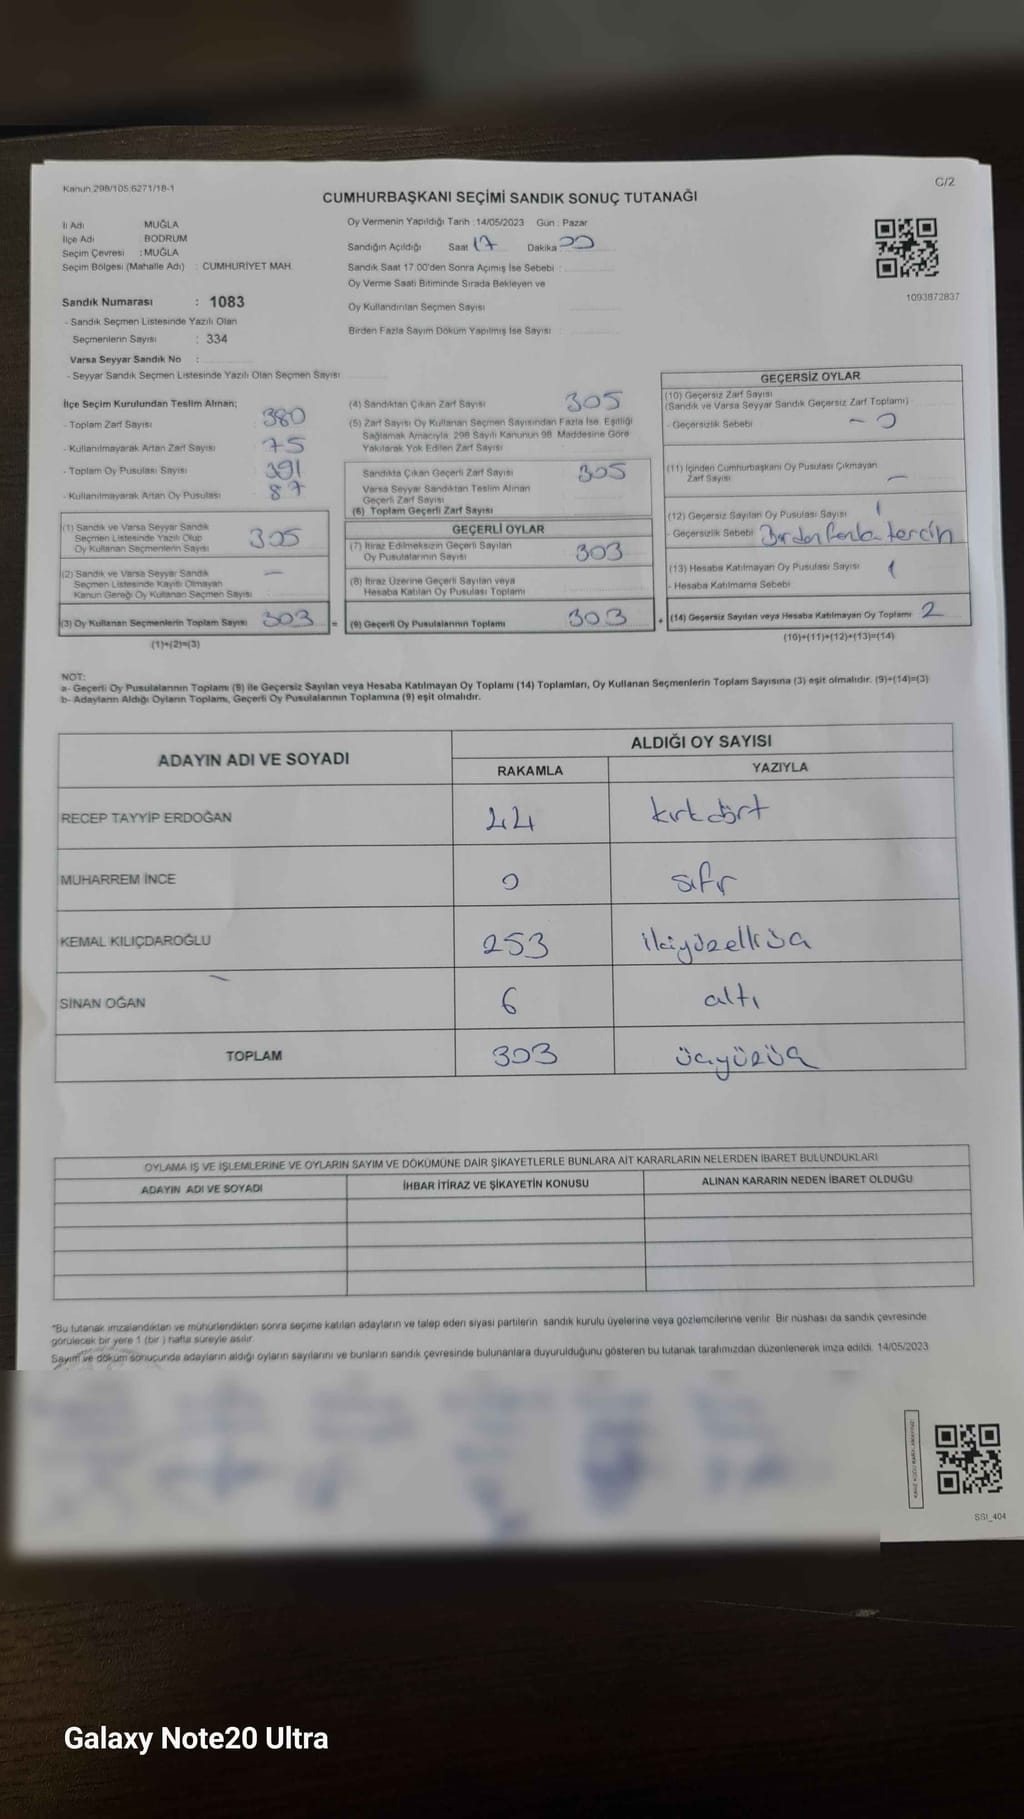 Kanun:298/105.6271/18-1
C/2
CUMHURBAŞKANI SEÇİMİ SANDIK SONUÇ TUTANAĞI
İl Adı : MUĞLA
İlçe Adı : BODRUM
Seçim Çevresi : MUĞLA
Seçim Bölgesi (Mahalle Adı) : CUMHURİYET MAH.
Sandık Numarası : 1083
- Sandık Seçmen Listesinde Yazılı Olan
Seçmenlerin Sayısı : 334
Varsa Seyyar Sandık No :
- Seyyar Sandık Seçmen Listesinde Yazılı Olan Seçmen Sayısı
Oy Vermenin Yapıldığı Tarih : 14/05/2023 Gün : Pazar
Sandığın Açıldığı Saat 17 Dakika 00
Sandık Saat 17:00'den Sonra Açımış İse Sebebi :
Oy Verme Saati Bitiminde Sırada Bekleyen ve
Oy Kullandırılan Seçmen Sayısı
Birden Fazla Sayım Döküm Yapılmış İse Sayısı :
1093872837
İlçe Seçim Kurulundan Teslim Alınan;
- Toplam Zarf Sayısı 380
- Kullanılmayarak Artan Zarf Sayısı 75
- Toplam Oy Pusulası Sayısı 391
- Kullanılmayarak Artan Oy Pusulası 87
(1) Sandık ve Varsa Seyyar Sandık
Seçmen Listesinde Yazılı Olup
Oy Kullanan Seçmenlerin Sayısı 305
(2) Sandık ve Varsa Seyyar Sandık
Seçmen Listesinde Kayıtlı Olmayan
Kanun Gereği Oy Kullanan Seçmen Sayısı —
(3) Oy Kullanan Seçmenlerin Toplam Sayısı 303 =
(1)+(2)=(3)
(4) Sandıktan Çıkan Zarf Sayısı 305
(5) Zarf Sayısı Oy Kullanan Seçmen Sayısından Fazla İse, Eşitliği
Sağlamak Amacıyla, 298 Sayılı Kanunun 98. Maddesine Göre
Yakılarak Yok Edilen Zarf Sayısı
Sandıkta Çıkan Geçerli Zarf Sayısı 305
Varsa Seyyar Sandıktan Teslim Alınan
Geçerli Zarf Sayısı
(6) Toplam Geçerli Zarf Sayısı
GEÇERLİ OYLAR
(7) İtiraz Edilmeksizin Geçerli Sayılan
Oy Pusulalarının Sayısı 303
(8) İtiraz Üzerine Geçerli Sayılan veya
Hesaba Katılan Oy Pusulası Toplamı
(9) Geçerli Oy Pusulalarının Toplamı 303 +
GEÇERSİZ OYLAR
(10) Geçersiz Zarf Sayısı
(Sandık ve Varsa Seyyar Sandık Geçersiz Zarf Toplamı)
- Geçersizlik Sebebi - 0
(11) İçinden Cumhurbaşkanı Oy Pusulası Çıkmayan
Zarf Sayısı —
(12) Geçersiz Sayılan Oy Pusulası Sayısı 1
- Geçersizlik Sebebi Birden Fazla tercih
(13) Hesaba Katılmayan Oy Pusulası Sayısı 1
- Hesaba Katılmama Sebebi
(14) Geçersiz Sayılan veya Hesaba Katılmayan Oy Toplamı 2
(10)+(11)+(12)+(13)=(14)
NOT:
a- Geçerli Oy Pusulalarının Toplamı (9) ile Geçersiz Sayılan veya Hesaba Katılmayan Oy Toplamı (14) Toplamları, Oy Kullanan Seçmenlerin Toplam Sayısına (3) eşit olmalıdır. (9)+(14)=(3)
b- Adayların Aldığı Oyların Toplamı, Geçerli Oy Pusulalarının Toplamına (9) eşit olmalıdır.
ADAYIN ADI VE SOYADI
ALDIĞI OY SAYISI
RAKAMLA YAZIYLA
RECEP TAYYİP ERDOĞAN 44 kırkdört
MUHARREM İNCE 0 sıfır
KEMAL KILIÇDAROĞLU 253 ikiyüzelliüç
SİNAN OĞAN 6 altı
TOPLAM 303 üçyüzüç
OYLAMA İŞ VE İŞLEMLERİNE VE OYLARIN SAYIM VE DÖKÜMÜNE DAİR ŞİKAYETLERLE BUNLARA AİT KARARLARIN NELERDEN İBARET BULUNDUKLARI
ADAYIN ADI VE SOYADI İHBAR İTİRAZ VE ŞİKAYETİN KONUSU ALINAN KARARIN NEDEN İBARET OLDUĞU
*Bu tutanak imzalandıktan ve mühürlendikten sonra seçime katılan adayların ve talep eden siyasi partilerin sandık kurulu üyelerine veya gözlemcilerine verilir. Bir nüshası da sandık çevresinde
görülecek bir yere 1 (bir ) hafta süreyle asılır.
Sayım ve döküm sonucunda adayların aldığı oyların sayılarını ve bunların sandık çevresinde bulunanlara duyurulduğunu gösteren bu tutanak tarafımızdan düzenlenerek imza edildi. 14/05/2023
SSI_404
Galaxy Note20 Ultra